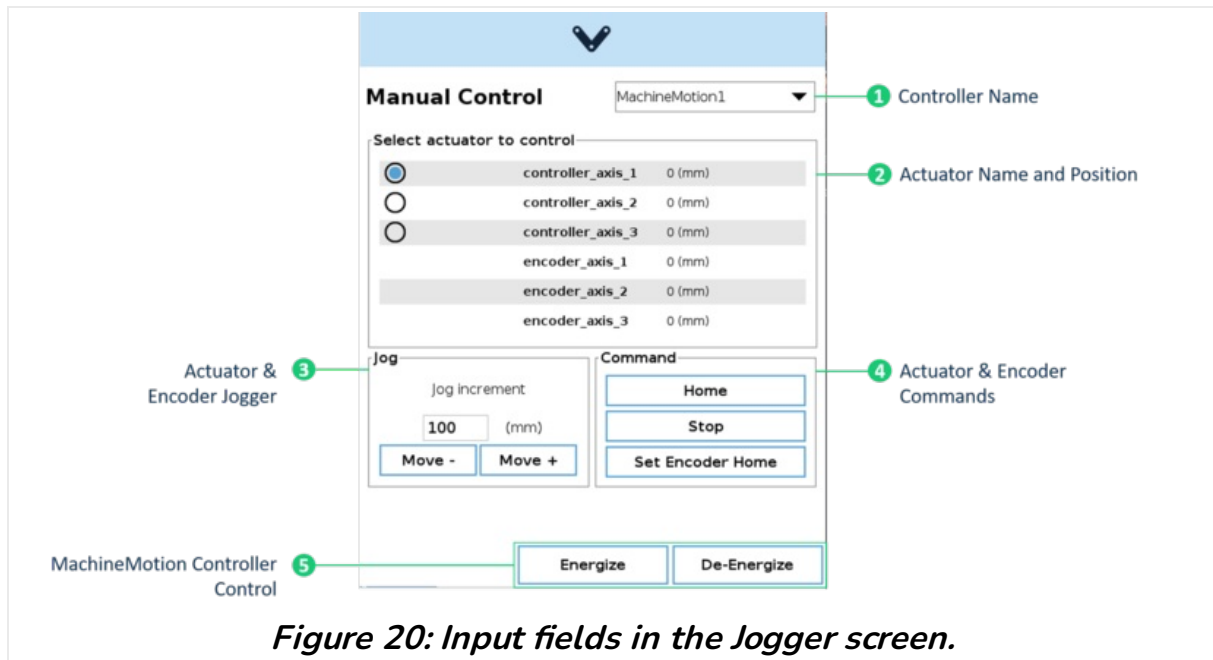 Manual Control
MachineMotion1
1 Controller Name
Select actuator to control
controller_axis_1 0 (mm)
2 Actuator Name and Position
controller_axis_2 0 (mm)
controller_axis_3 0 (mm)
encoder_axis_1 0 (mm)
encoder_axis_2 0 (mm)
encoder_axis_3 0 (mm)
Actuator & 3
Encoder Jogger
Jog
Jog increment
100 (mm)
Move - Move +
Command
Home
Stop
Set Encoder Home
4 Actuator & Encoder
Commands
MachineMotion Controller 5
Control
Energize De-Energize
Figure 20: Input fields in the Jogger screen.